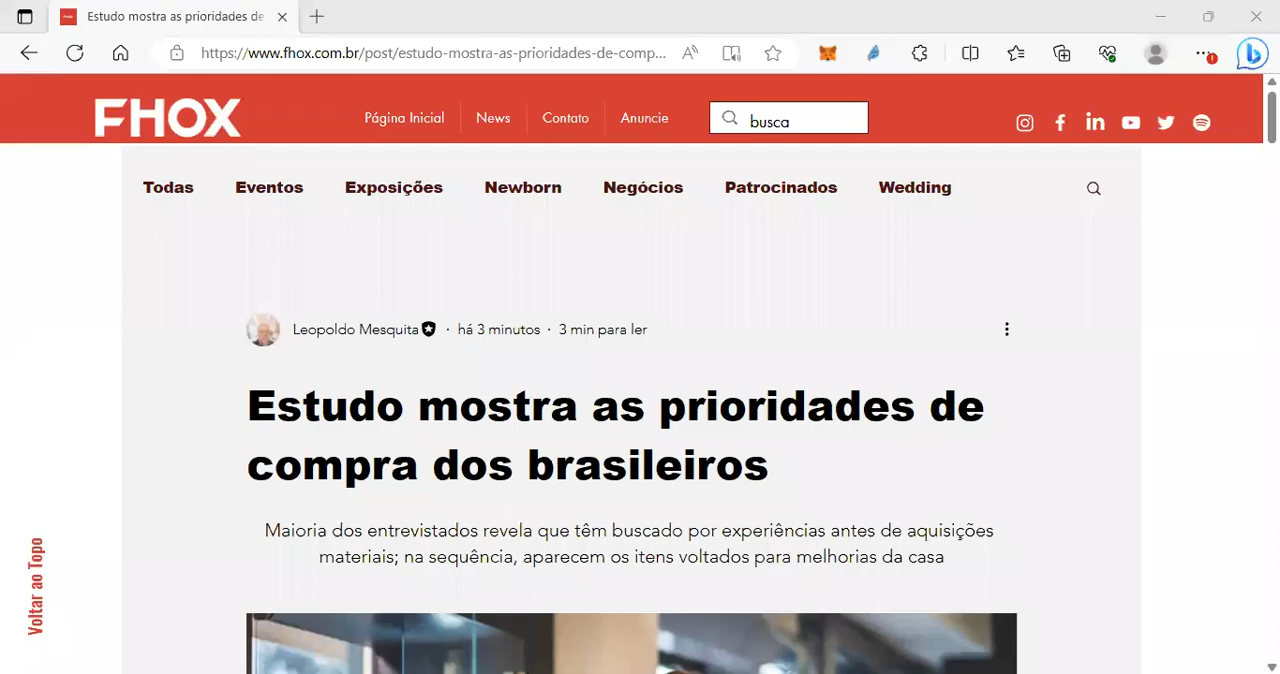 Estudo mostra as prioridades de
https://www.fhox.com.br/post/estudo-mostra-as-prioridades-de-comp...
FHOX
Página Inicial
News
Contato
Anuncie
busca
Todas
Eventos
Exposições
Newborn
Negócios
Patrocinados
Wedding
Leopoldo Mesquita · há 3 minutos · 3 min para ler
Estudo mostra as prioridades de
compra dos brasileiros
Maioria dos entrevistados revela que têm buscado por experiências antes de aquisições
materiais; na sequência, aparecem os itens voltados para melhorias da casa
Voltar ao Topo